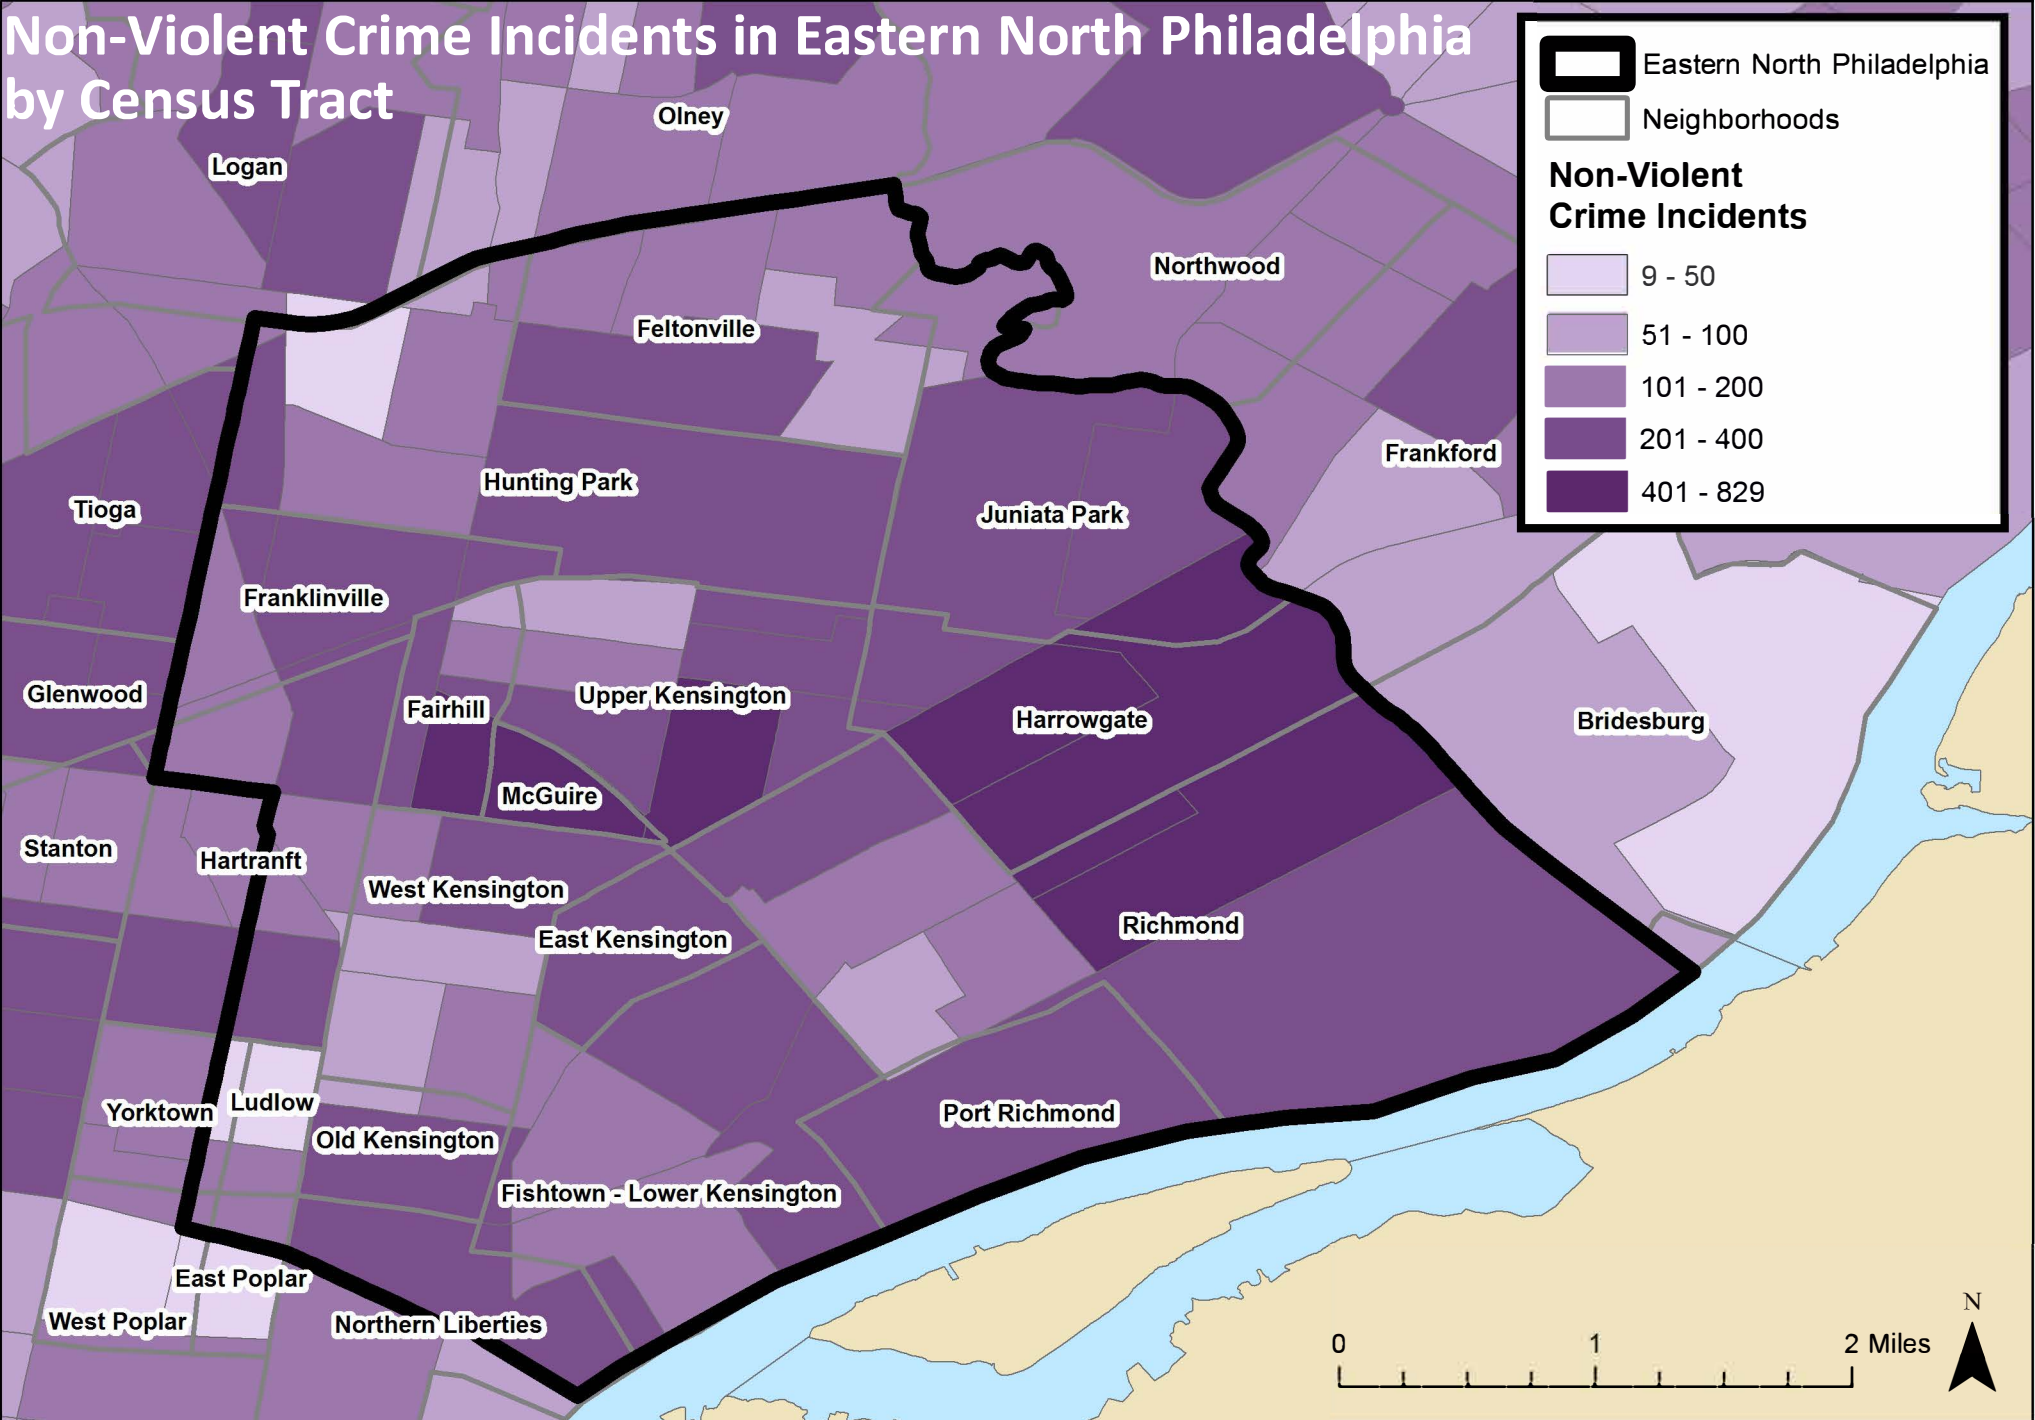 Non-Violent Crime Incidents in Eastern North Philadelphia
by Census Tract
Eastern North Philadelphia
Neighborhoods
Non-Violent
Crime Incidents
9 - 50
51 - 100
101 - 200
201 - 400
401 - 829
Olney
Logan
Northwood
Feltonville
Frankford
Hunting Park
Tioga
Juniata Park
Franklinville
Glenwood
Fairhill
Upper Kensington
Harrowgate
Bridesburg
McGuire
Stanton
Hartranft
West Kensington
East Kensington
Richmond
Yorktown
Ludlow
Port Richmond
Old Kensington
Fishtown - Lower Kensington
East Poplar
West Poplar
Northern Liberties
N
0 1 2 Miles